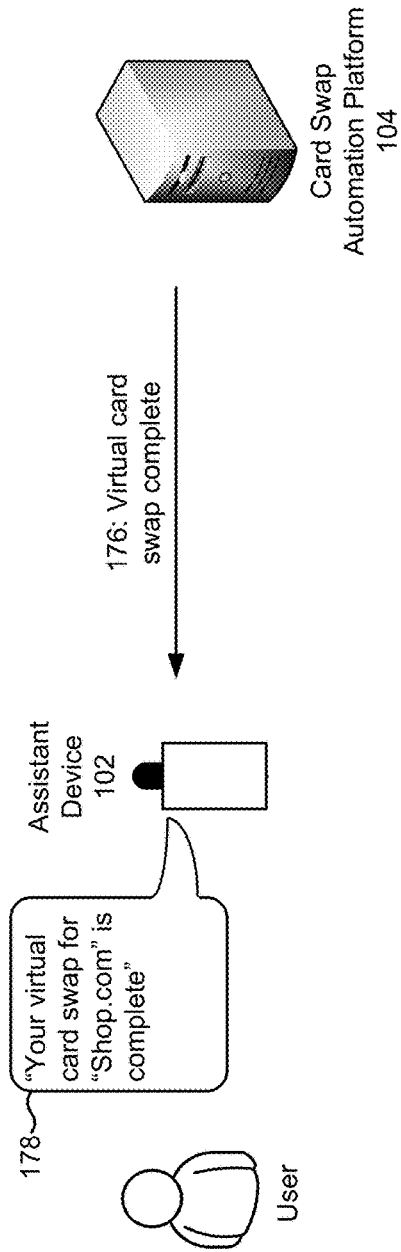 178
“Your virtual
card swap for
“Shop.com” is
complete”
User
Assistant
Device
102
176: Virtual card
swap complete
Card Swap
Automation Platform
104